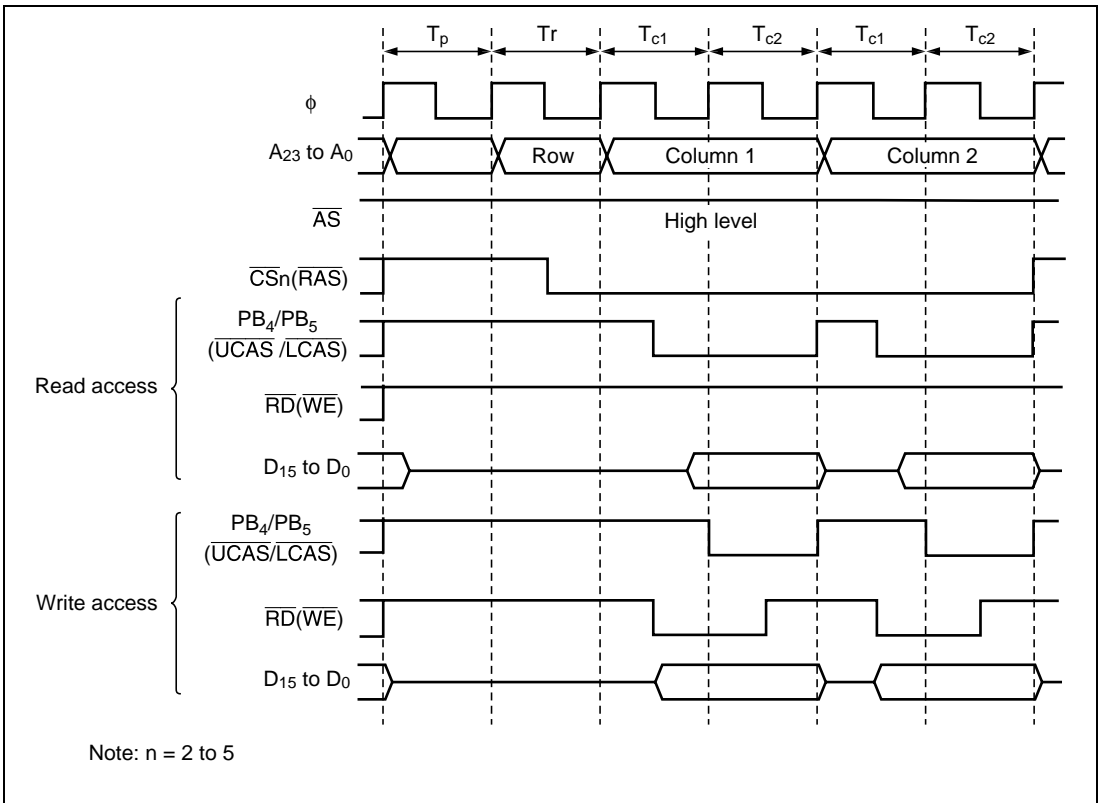 Tp Tr Tc1 Tc2 Tc1 Tc2
ϕ
A23 to A0 Row Column 1 Column 2
AS High level
CSn(RAS)
PB4/PB5
(UCAS /LCAS)
Read access
RD(WE)
D15 to D0
PB4/PB5
(UCAS/LCAS)
Write access
RD(WE)
D15 to D0
Note: n = 2 to 5